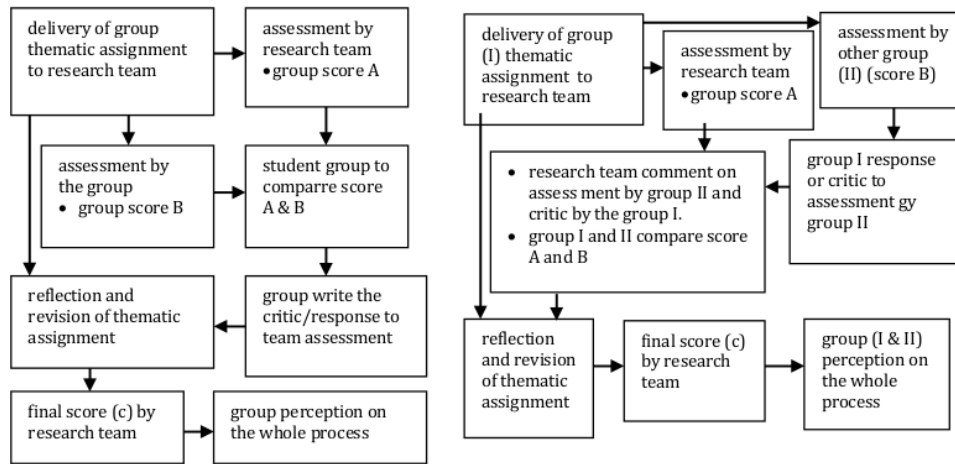 delivery of group
thematic assignment
to research team
assessment by
research team
•group score A
assessment by
the group
• group score B
student group to
comparre score
A & B
reflection and
revision of thematic
assignment
group write the
critic/response to
team assessment
final score (c) by
research team
group perception on
the whole process
delivery of group
(I) thematic
assignment to
research team
assessment by
research team
•group score A
assessment by
other group
(II) (score B)
• research team comment on
assessment by group II and
critic by the group I.
• group I and II compare score
A and B
group I response
or critic to
assessment gy
group II
reflection
and revision
of thematic
assignment
final score (c)
by research
team
group (I & II)
perception on
the whole
process